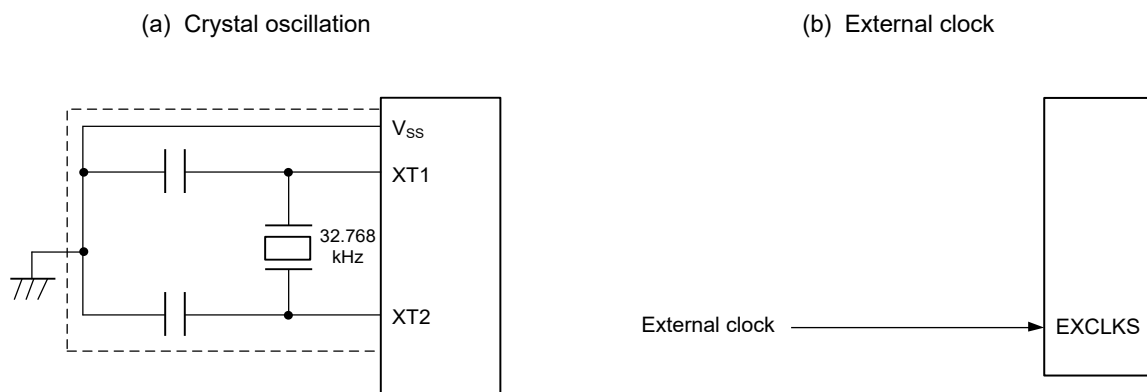 (a) Crystal oscillation
(b) External clock
VSS
XT1
32.768
kHz
XT2
External clock
EXCLKS